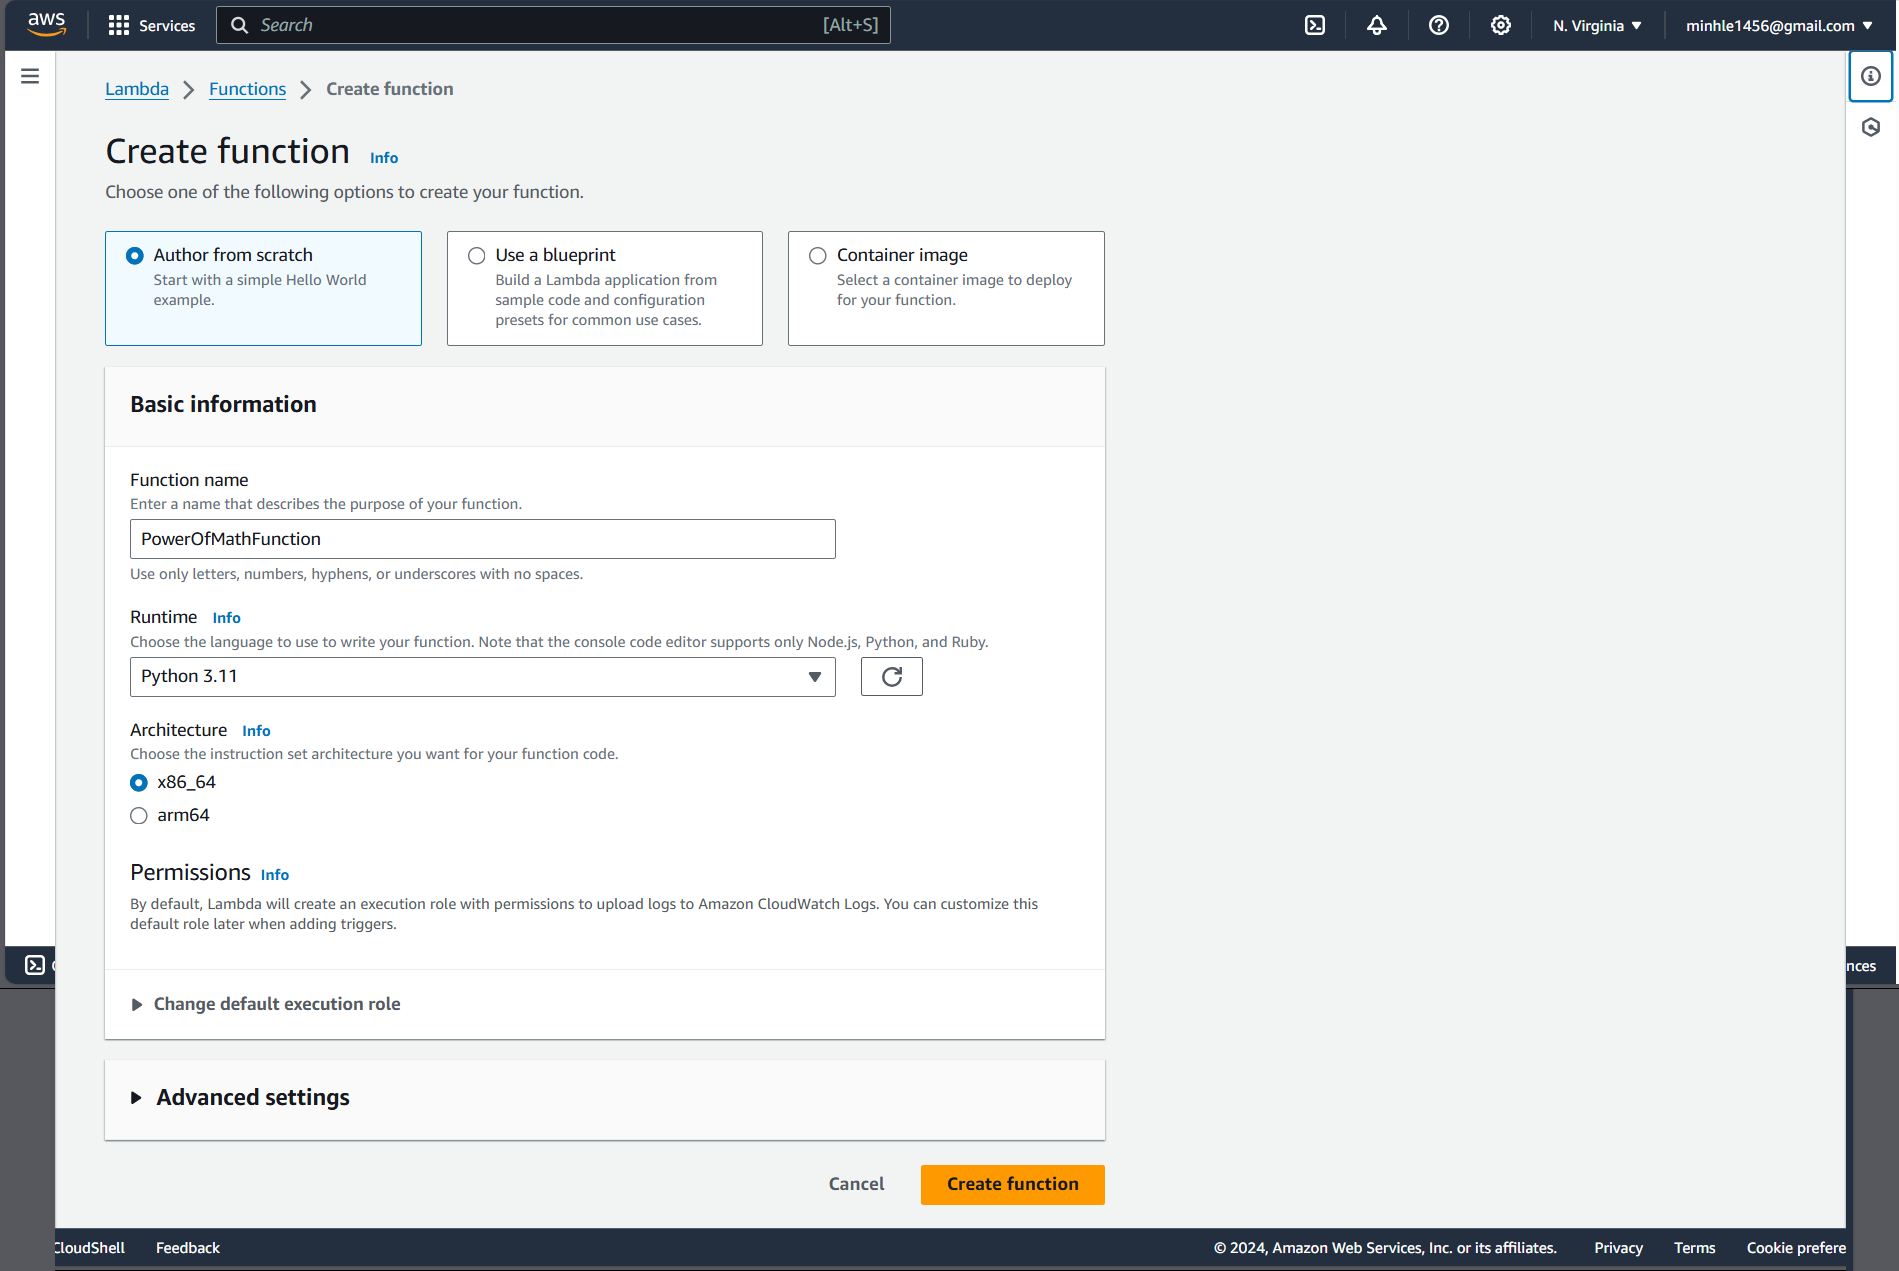 aws
Services
Search
[Alt+S]
N. Virginia
minhle1456@gmail.com
Lambda
Functions
Create function
Create function
Info
Choose one of the following options to create your function.
Author from scratch
Start with a simple Hello World
example.
Use a blueprint
Build a Lambda application from
sample code and configuration
presets for common use cases.
Container image
Select a container image to deploy
for your function.
Basic information
Function name
Enter a name that describes the purpose of your function.
PowerOfMathFunction
Use only letters, numbers, hyphens, or underscores with no spaces.
Runtime Info
Choose the language to use to write your function. Note that the console code editor supports only Node.js, Python, and Ruby.
Python 3.11
Architecture Info
Choose the instruction set architecture you want for your function code.
x86_64
arm64
Permissions Info
By default, Lambda will create an execution role with permissions to upload logs to Amazon CloudWatch Logs. You can customize this
default role later when adding triggers.
nces
Change default execution role
Advanced settings
Cancel
Create function
CloudShell
Feedback
© 2024, Amazon Web Services, Inc. or its affiliates.
Privacy
Terms
Cookie prefere